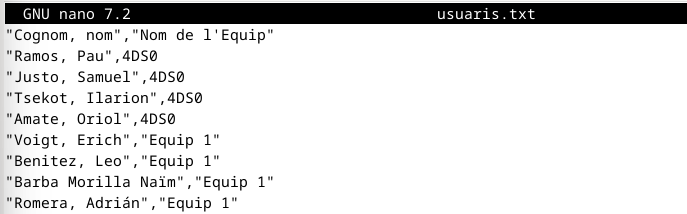 GNU nano 7.2 usuaris.txt
"Cognom, nom","Nom de l'Equip"
"Ramos, Pau",4DS0
"Justo, Samuel",4DS0
"Tsekot, Ilarion",4DS0
"Amate, Oriol",4DS0
"Voigt, Erich","Equip 1"
"Benitez, Leo","Equip 1"
"Barba Morilla Naïm","Equip 1"
"Romera, Adrián","Equip 1"